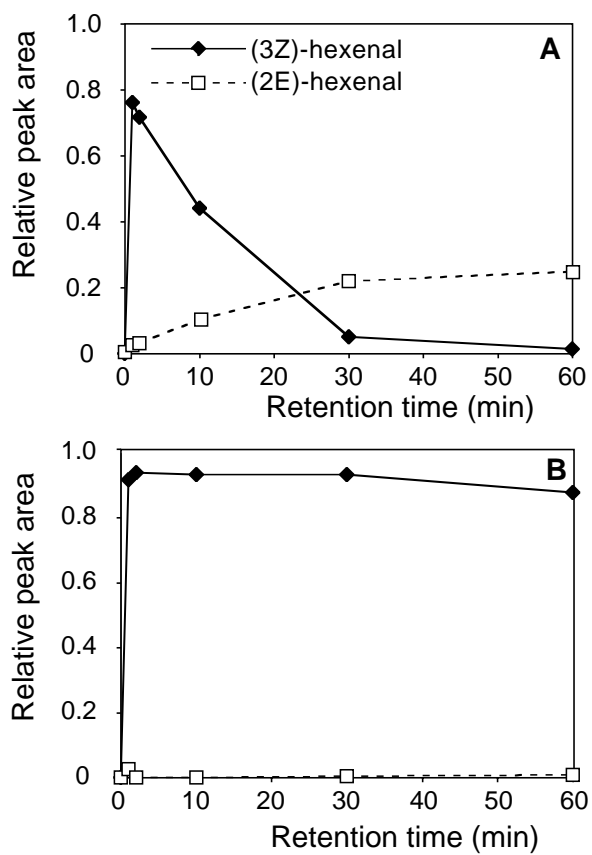 1.0
(3Z)-hexenal
A
(2E)-hexenal
0.8
0.6
0.4
0.2
0
Relative peak area
0 10 20 30 40 50 60
Retention time (min)
1.0
B
0.8
0.6
0.4
0.2
0
Relative peak area
0 10 20 30 40 50 60
Retention time (min)